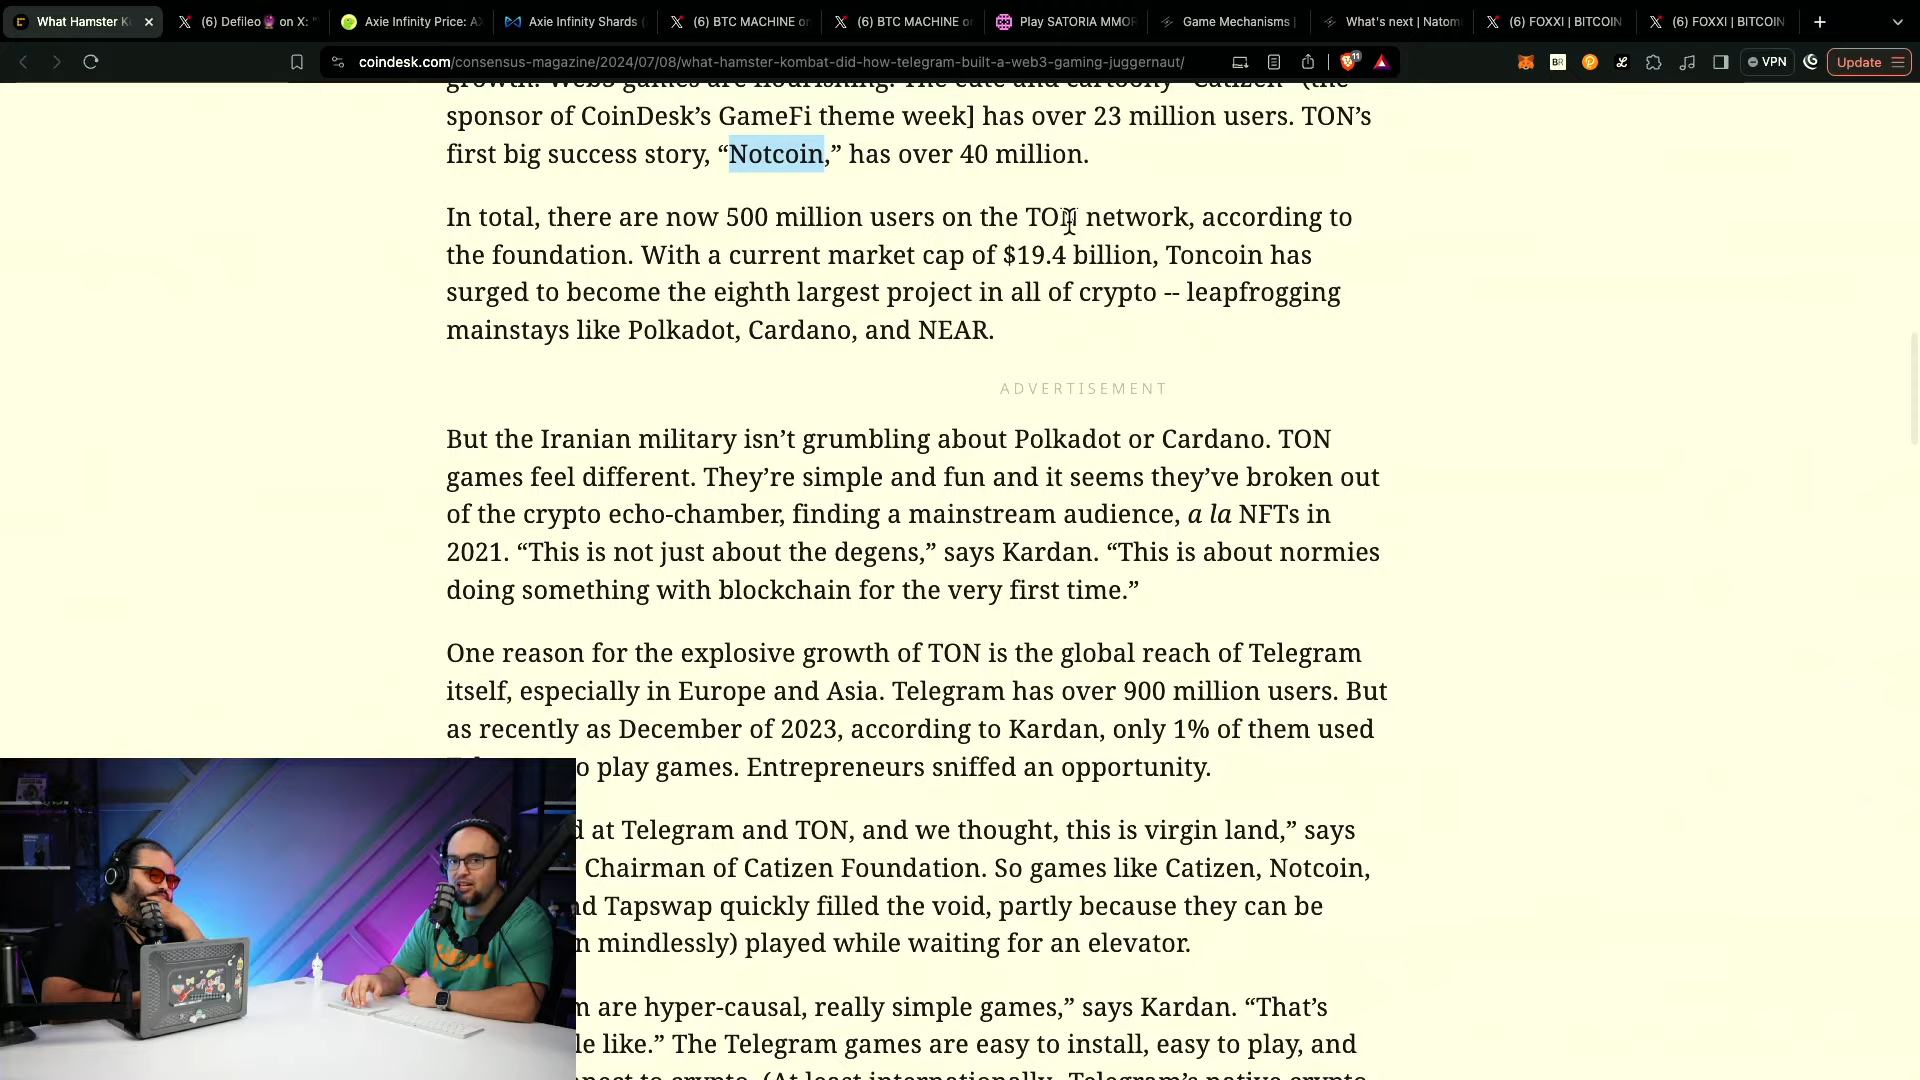 What Hamster K
(6) Defileo🔮 on X: "
Axie Infinity Price: A
Axie Infinity Shards (
(6) BTC MACHINE or
(6) BTC MACHINE or
Play SATORIA MMOR
Game Mechanisms |
What's next | Natom
(6) FOXXI | BITCOIN
(6) FOXXI | BITCOIN
coindesk.com/consensus-magazine/2024/07/08/what-hamster-kombat-did-how-telegram-built-a-web3-gaming-juggernaut/
11
BR
VPN
Update
growth. Web3 games are flourishing. The cute and cartoony "Catizen" (the
sponsor of CoinDesk’s GameFi theme week] has over 23 million users. TON’s
first big success story, “Notcoin,” has over 40 million.
In total, there are now 500 million users on the TON network, according to
the foundation. With a current market cap of $19.4 billion, Toncoin has
surged to become the eighth largest project in all of crypto -- leapfrogging
mainstays like Polkadot, Cardano, and NEAR.
ADVERTISEMENT
But the Iranian military isn’t grumbling about Polkadot or Cardano. TON
games feel different. They’re simple and fun and it seems they’ve broken out
of the crypto echo-chamber, finding a mainstream audience, a la NFTs in
2021. “This is not just about the degens,” says Kardan. “This is about normies
doing something with blockchain for the very first time.”
One reason for the explosive growth of TON is the global reach of Telegram
itself, especially in Europe and Asia. Telegram has over 900 million users. But
as recently as December of 2023, according to Kardan, only 1% of them used
o play games. Entrepreneurs sniffed an opportunity.
d at Telegram and TON, and we thought, this is virgin land,” says
Chairman of Catizen Foundation. So games like Catizen, Notcoin,
nd Tapswap quickly filled the void, partly because they can be
n mindlessly) played while waiting for an elevator.
m are hyper-causal, really simple games,” says Kardan. “That’s
le like.” The Telegram games are easy to install, easy to play, and
nect to crypto. (At least internationally, Telegram’s native crypto